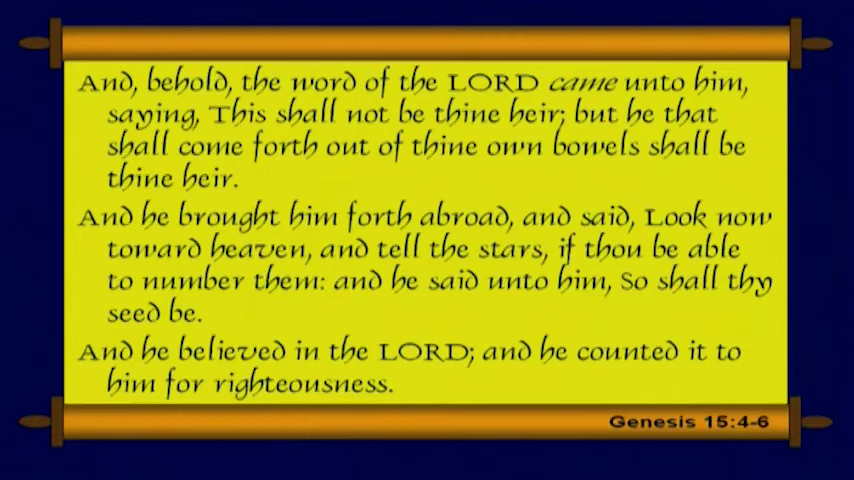 And, behold, the word of the LORD came unto him,
saying, This shall not be thine heir; but he that
shall come forth out of thine own bowels shall be
thine heir.
And he brought him forth abroad, and said, Look now
toward heaven, and tell the stars, if thou be able
to number them: and he said unto him, So shall thy
seed be.
And he believed in the LORD; and he counted it to
him for righteousness.
Genesis 15:4-6